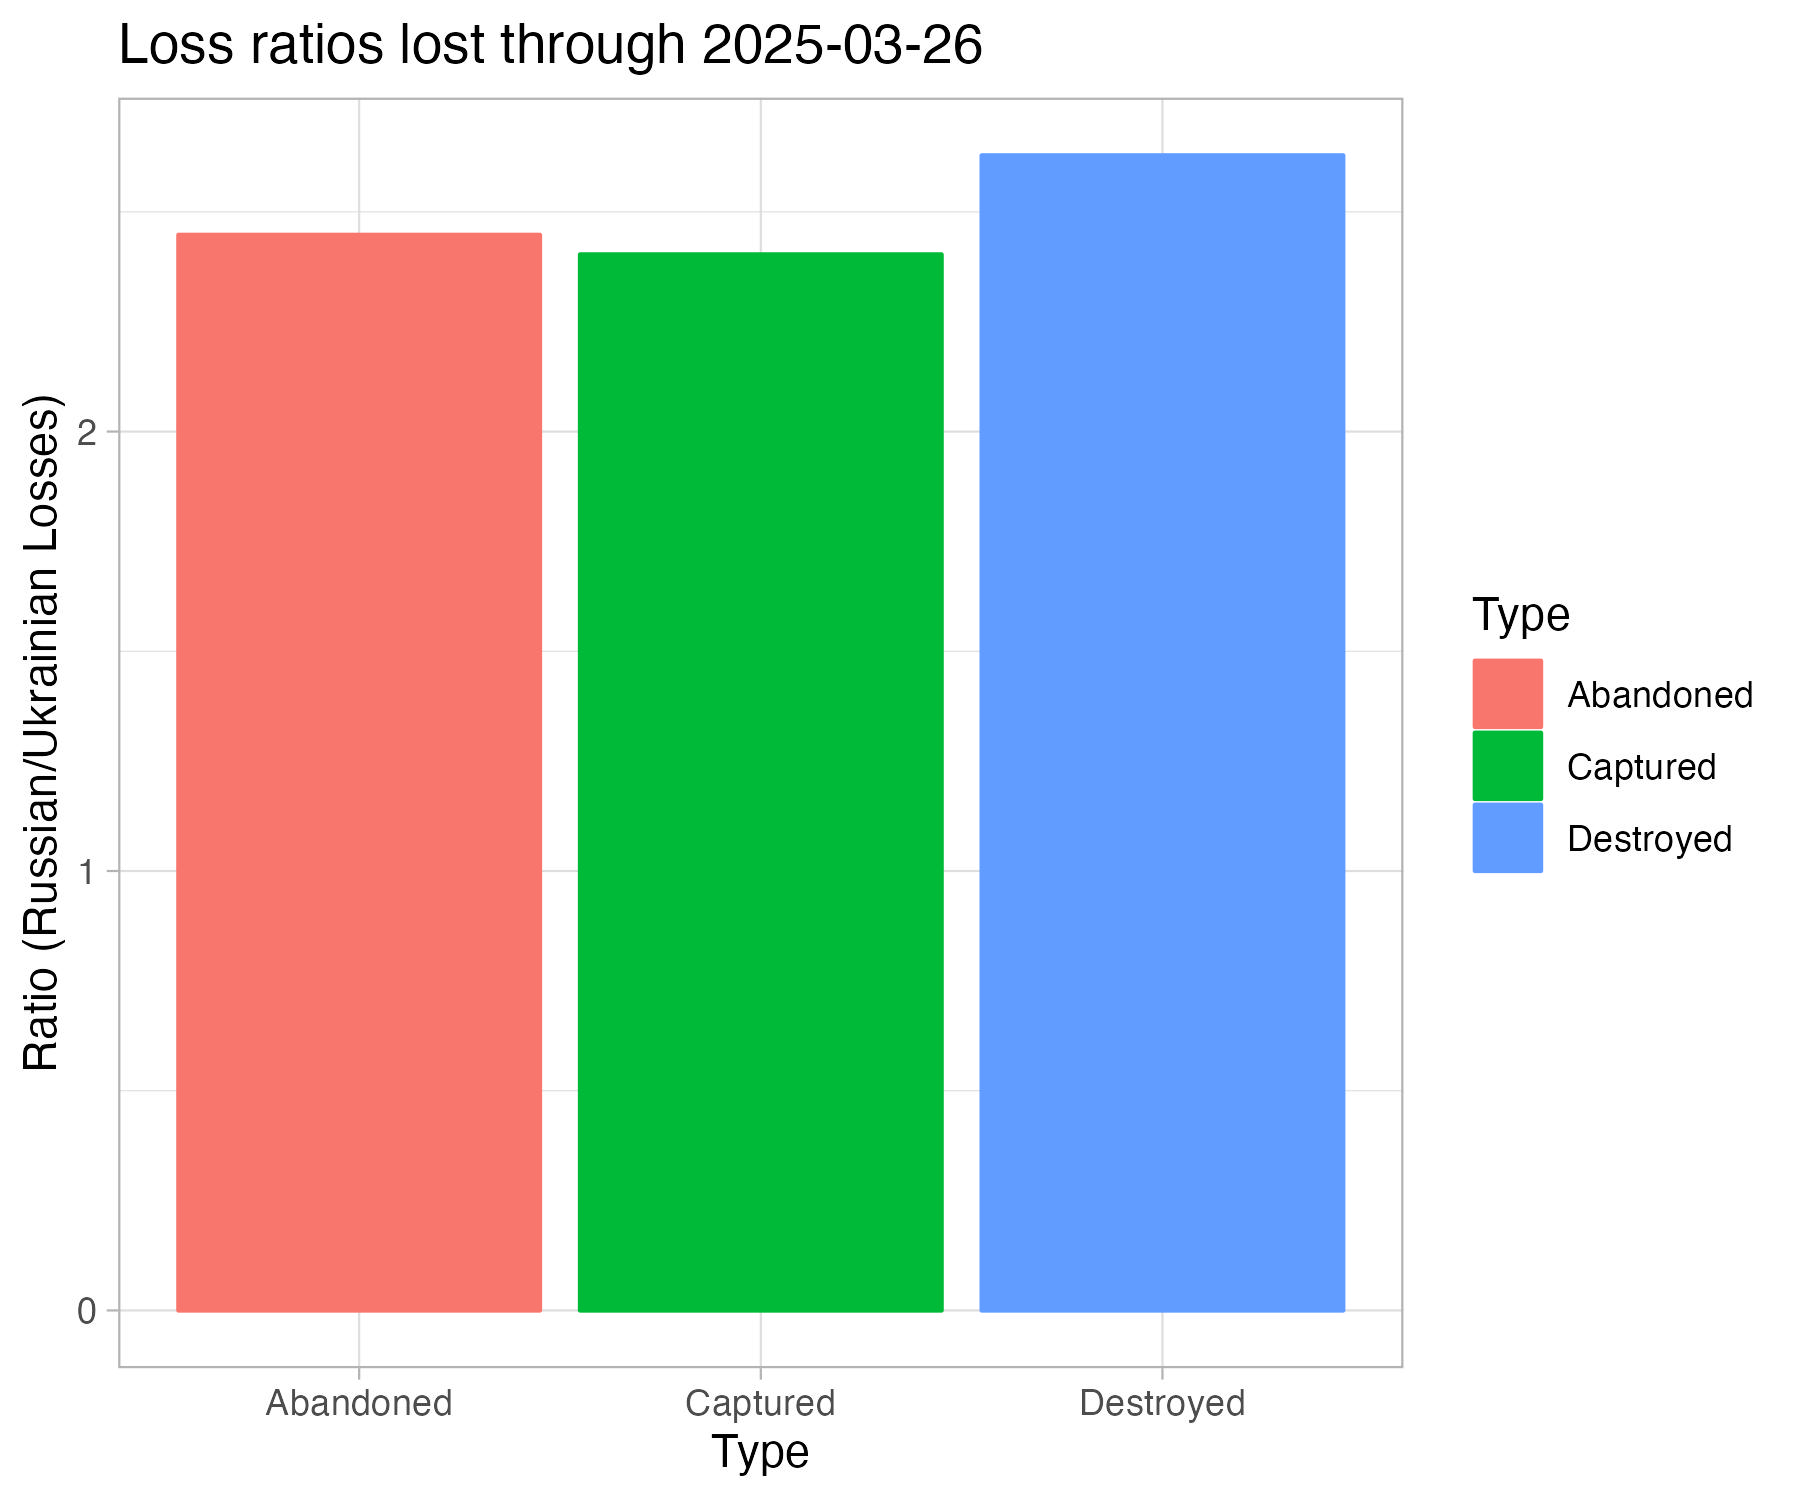 Loss ratios lost through 2025-03-26
Ratio (Russian/Ukrainian Losses)
2
1
0
Abandoned
Captured
Destroyed
Type
Type
Abandoned
Captured
Destroyed